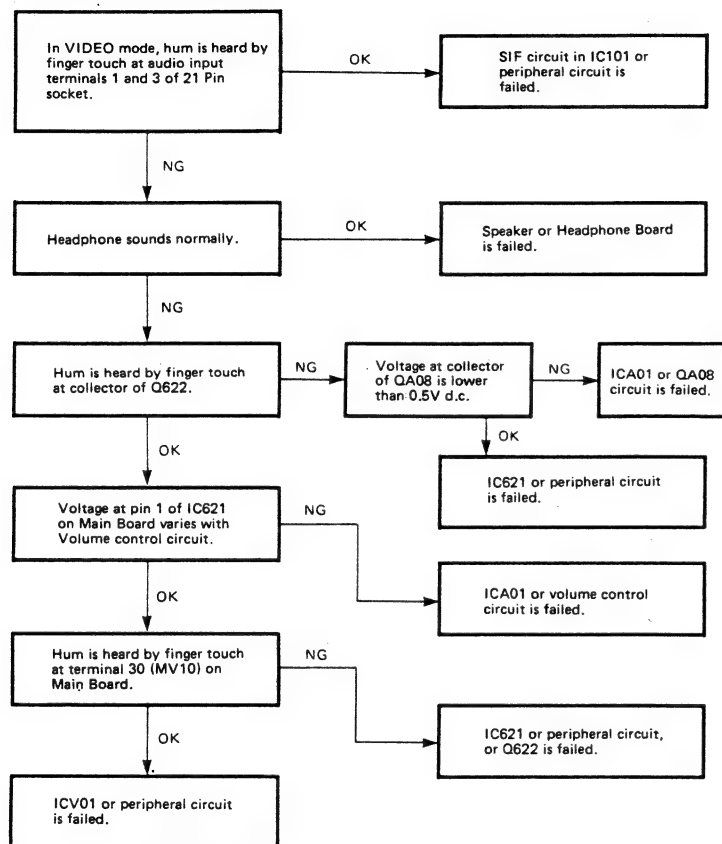 In VIDEO mode, hum is heard by
finger touch at audio input
terminals 1 and 3 of 21 Pin
socket.
OK
SIF circuit in IC101 or
peripheral circuit is
failed.
NG
Headphone sounds normally.
OK
Speaker or Headphone Board
is failed.
NG
Hum is heard by finger touch
at collector of Q622.
NG
Voltage at collector
of QA08 is lower
than 0.5V d.c.
NG
ICA01 or QA08
circuit is failed.
OK
IC621 or peripheral circuit
is failed.
OK
Voltage at pin 1 of IC621
on Main Board varies with
Volume control circuit.
NG
ICA01 or volume control
circuit is failed.
OK
Hum is heard by finger touch
at terminal 30 (MV10) on
Main Board.
NG
IC621 or peripheral circuit,
or Q622 is failed.
OK
ICV01 or peripheral circuit
is failed.